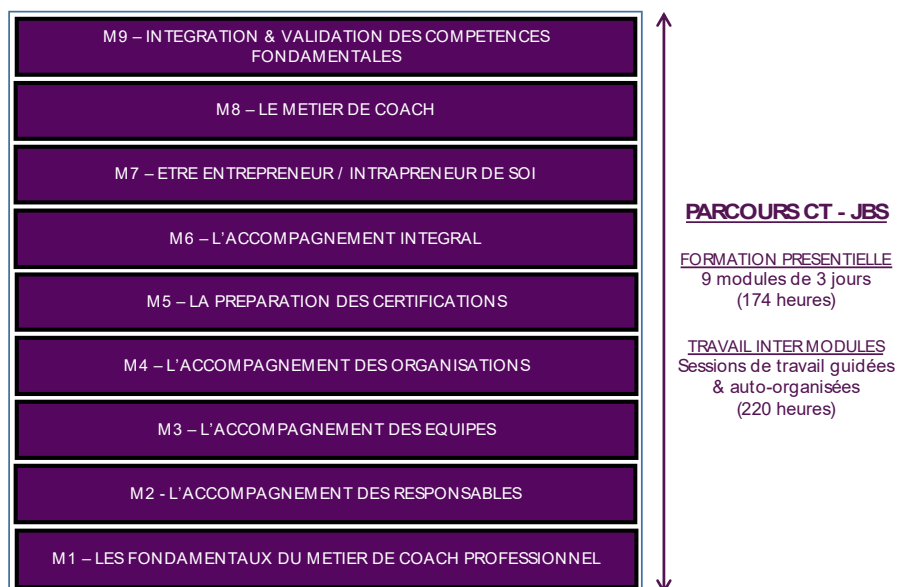 M9 – INTEGRATION & VALIDATION DES COMPETENCES
FONDAMENTALES
M8 – LE METIER DE COACH
M7 – ETRE ENTREPRENEUR / INTRAPRENEUR DE SOI
M6 – L'ACCOMPAGNEMENT INTEGRAL
M5 – LA PREPARATION DES CERTIFICATIONS
M4 – L'ACCOMPAGNEMENT DES ORGANISATIONS
M3 – L'ACCOMPAGNEMENT DES EQUIPES
M2 - L'ACCOMPAGNEMENT DES RESPONSABLES
M1 – LES FONDAMENTAUX DU METIER DE COACH PROFESSIONNEL
PARCOURS CT - JBS
FORMATION PRESENTIELLE
9 modules de 3 jours
(174 heures)
TRAVAIL INTER MODULES
Sessions de travail guidées
& auto-organisées
(220 heures)